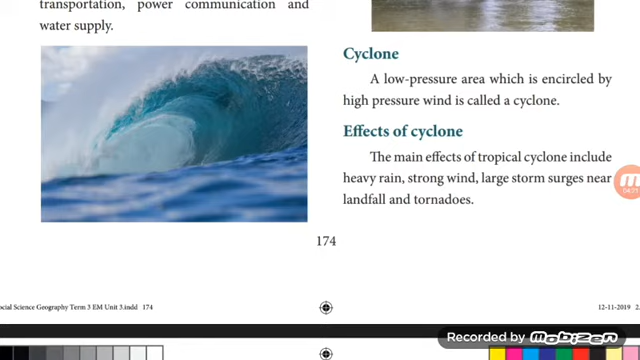 transportation, power communication and
water supply.
Cyclone
A low-pressure area which is encircled by
high pressure wind is called a cyclone.
Effects of cyclone
The main effects of tropical cyclone include
heavy rain, strong wind, large storm surges near
landfall and tornadoes.
174
ocial Science Geography Term 3 EM Unit 3.indd 174
12-11-2019 2.
Recorded by Mobizen